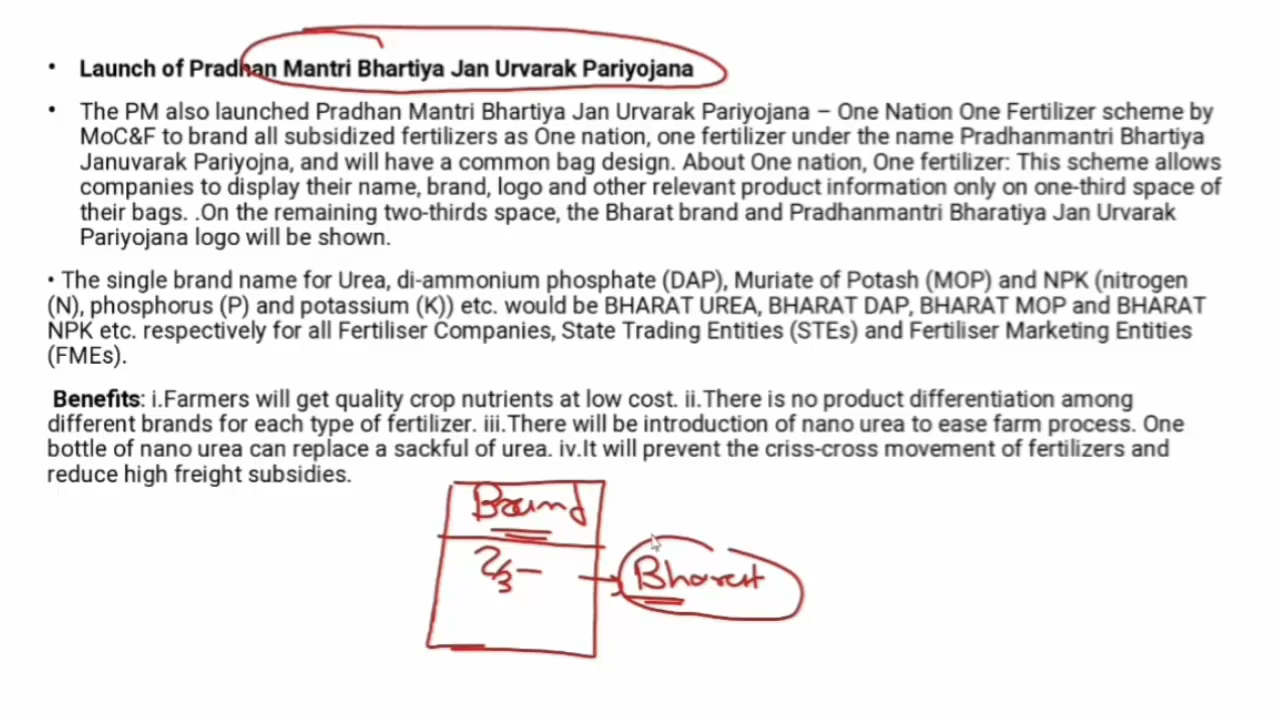 • Launch of Pradhan Mantri Bhartiya Jan Urvarak Pariyojana
• The PM also launched Pradhan Mantri Bhartiya Jan Urvarak Pariyojana – One Nation One Fertilizer scheme by
MoC&F to brand all subsidized fertilizers as One nation, one fertilizer under the name Pradhanmantri Bhartiya
Januvarak Pariyojna, and will have a common bag design. About One nation, One fertilizer: This scheme allows
companies to display their name, brand, logo and other relevant product information only on one-third space of
their bags. .On the remaining two-thirds space, the Bharat brand and Pradhanmantri Bharatiya Jan Urvarak
Pariyojana logo will be shown.
• The single brand name for Urea, di-ammonium phosphate (DAP), Muriate of Potash (MOP) and NPK (nitrogen
(N), phosphorus (P) and potassium (K)) etc. would be BHARAT UREA, BHARAT DAP, BHARAT MOP and BHARAT
NPK etc. respectively for all Fertiliser Companies, State Trading Entities (STEs) and Fertiliser Marketing Entities
(FMEs).
Benefits: i.Farmers will get quality crop nutrients at low cost. ii.There is no product differentiation among
different brands for each type of fertilizer. iii.There will be introduction of nano urea to ease farm process. One
bottle of nano urea can replace a sackful of urea. iv.It will prevent the criss-cross movement of fertilizers and
reduce high freight subsidies.
Brand
2/3 – Bharat